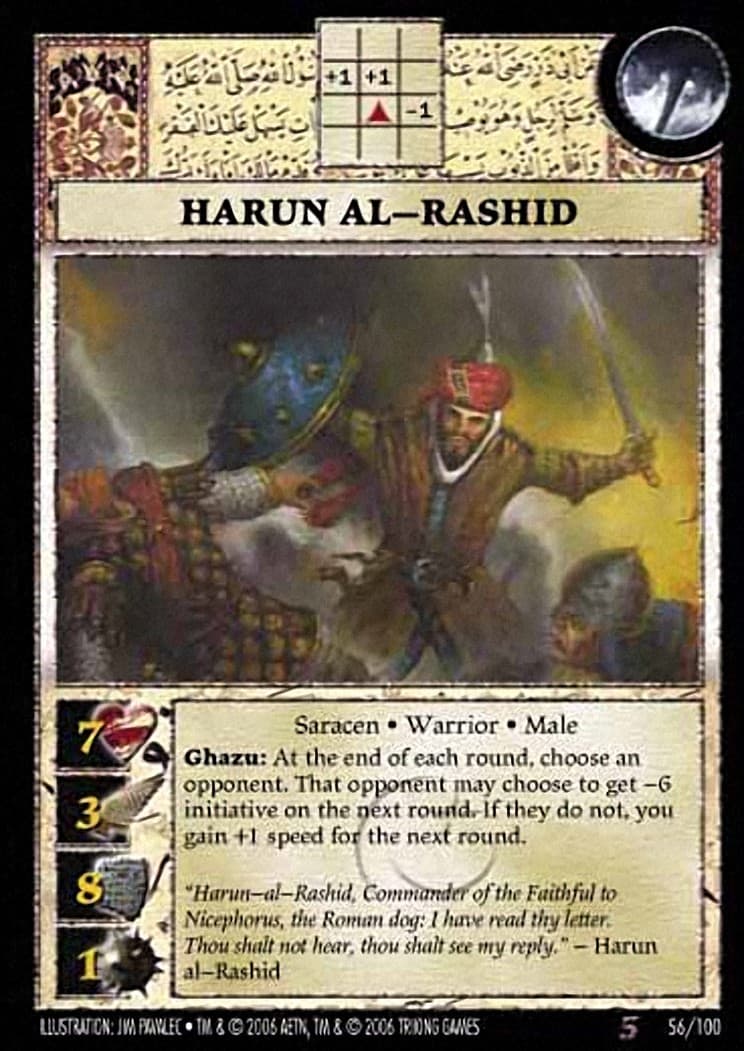 +1 +1
-1
HARUN AL–RASHID
7
Saracen • Warrior • Male
Ghazu: At the end of each round, choose an
opponent. That opponent may choose to get –6
3
initiative on the next round. If they do not, you
gain +1 speed for the next round.
8
"Harun–al–Rashid, Commander of the Faithful to
Nicephorus, the Roman dog: I have read thy letter.
Thou shalt not hear, thou shalt see my reply." – Harun
1
al–Rashid
ILLUSTRATION: JIM PAVALEC • TM & © 2006 AETN, TM & © 2006 TRIKING GAMES 5 56/100